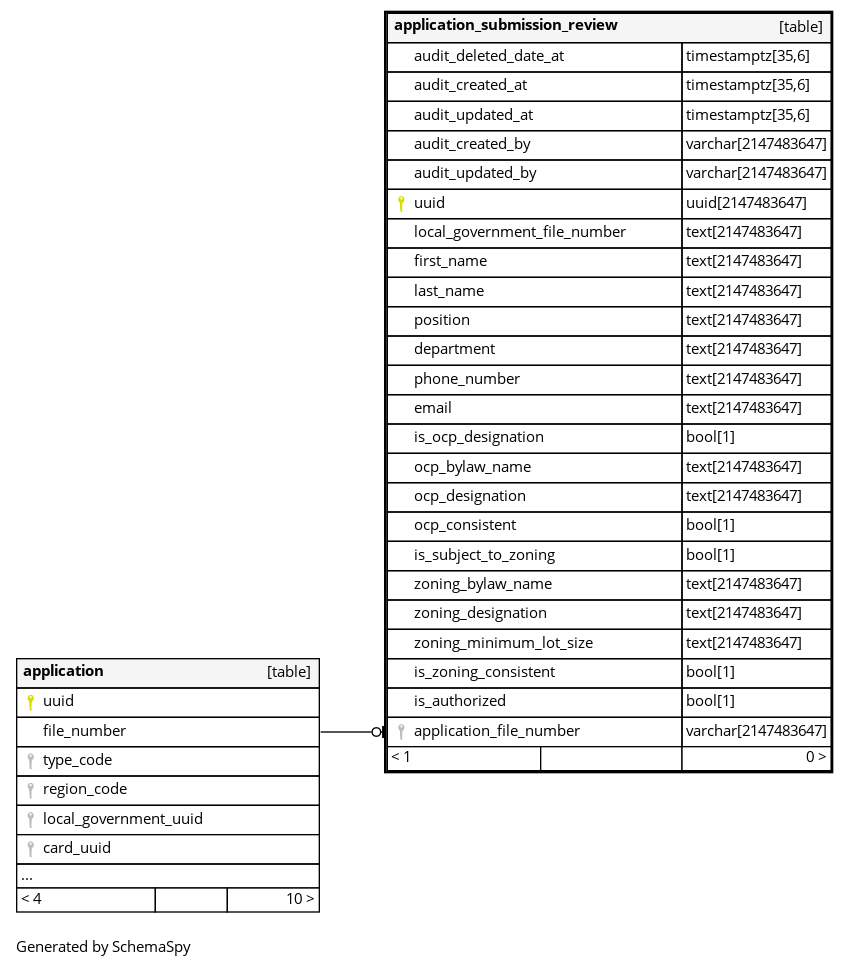 application_submission_review [table]
audit_deleted_date_at timestamptz[35,6]
audit_created_at timestamptz[35,6]
audit_updated_at timestamptz[35,6]
audit_created_by varchar[2147483647]
audit_updated_by varchar[2147483647]
uuid uuid[2147483647]
local_government_file_number text[2147483647]
first_name text[2147483647]
last_name text[2147483647]
position text[2147483647]
department text[2147483647]
phone_number text[2147483647]
email text[2147483647]
is_ocp_designation bool[1]
ocp_bylaw_name text[2147483647]
ocp_designation text[2147483647]
ocp_consistent bool[1]
is_subject_to_zoning bool[1]
zoning_bylaw_name text[2147483647]
zoning_designation text[2147483647]
zoning_minimum_lot_size text[2147483647]
is_zoning_consistent bool[1]
is_authorized bool[1]
application_file_number varchar[2147483647]
< 1 0 >
application [table]
uuid
file_number
type_code
region_code
local_government_uuid
card_uuid
...
< 4 10 >
Generated by SchemaSpy